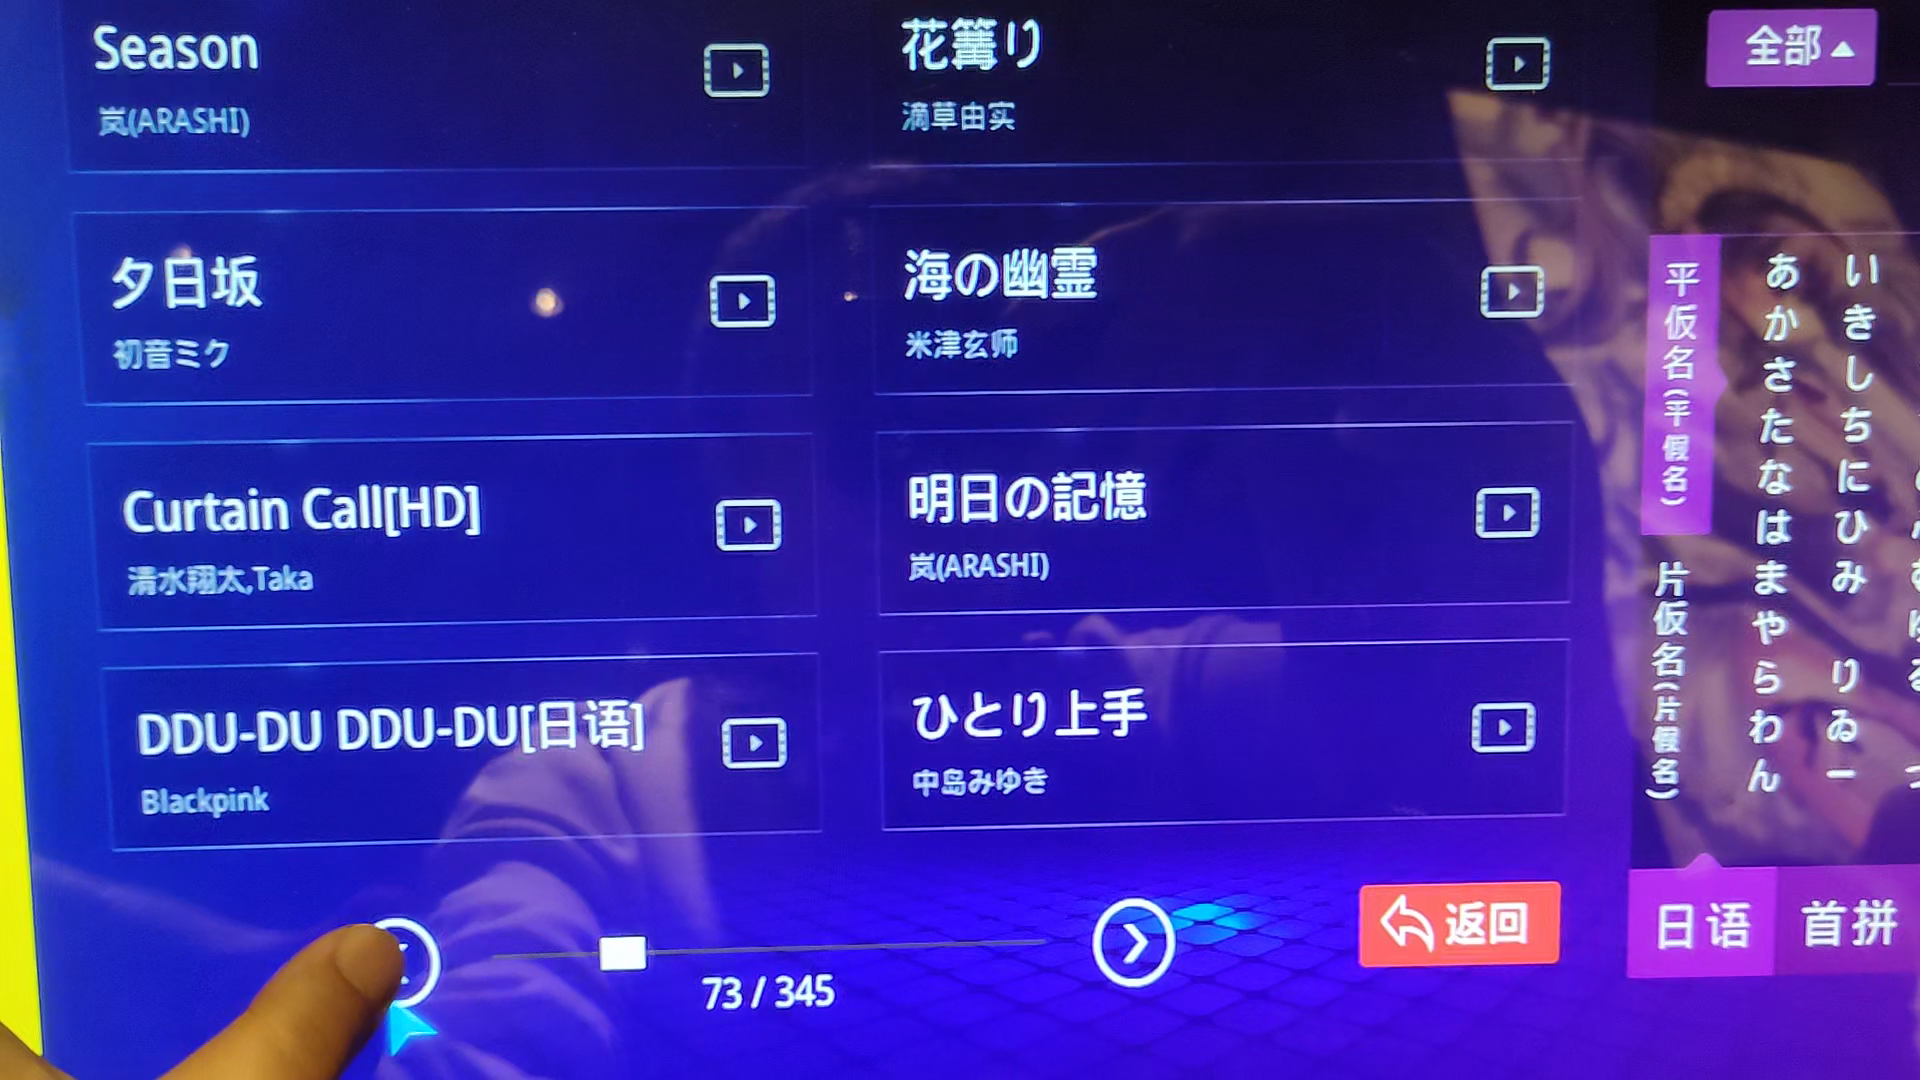 Season
岚(ARASHI)
花篝り
滴草由实
夕日坂
初音ミク
海の幽霊
米津玄师
Curtain Call[HD]
清水翔太,Taka
明日の記憶
岚(ARASHI)
DDU-DU DDU-DU[日语]
Blackpink
ひとり上手
中岛みゆき
73 / 345
返回
全部
平仮名(平假名)
片仮名(片假名)
あかさたなはまやらわん
いきしちにひみ りゐー
日语
首拼